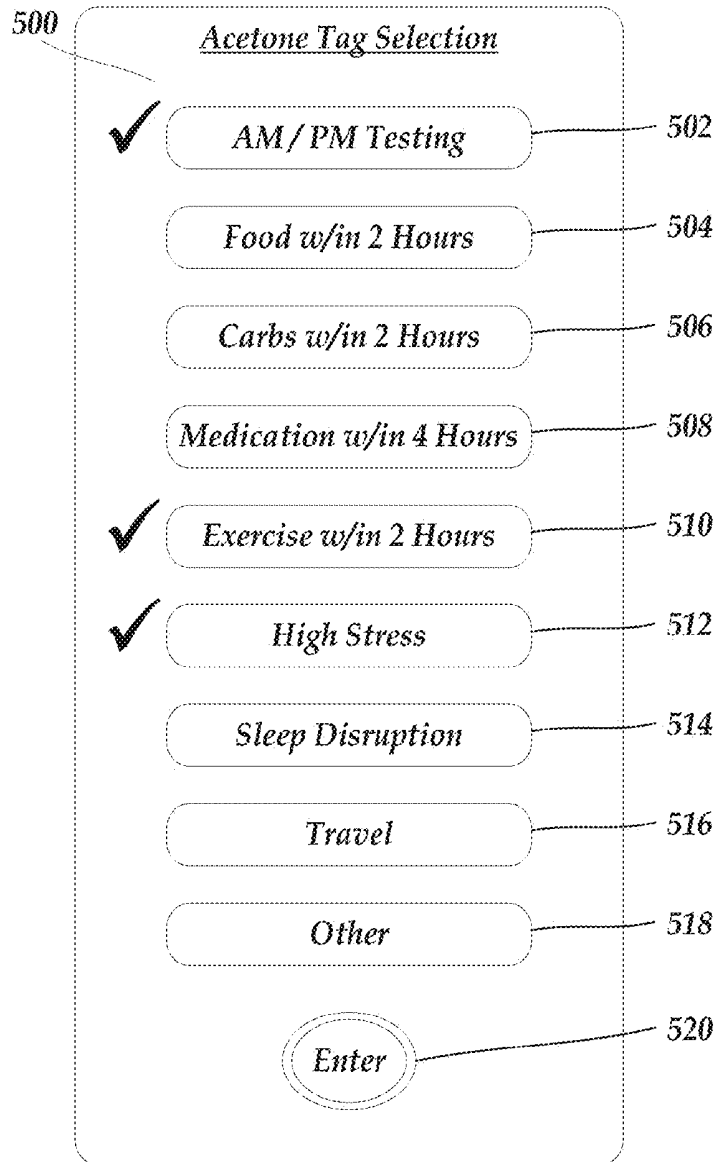 500
Acetone Tag Selection
AM / PM Testing 502
Food w/in 2 Hours 504
Carbs w/in 2 Hours 506
Medication w/in 4 Hours 508
Exercise w/in 2 Hours 510
High Stress 512
Sleep Disruption 514
Travel 516
Other 518
Enter 520